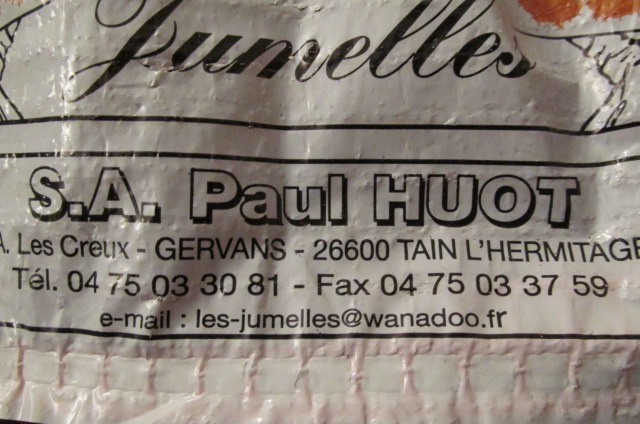 Jumelles
S.A. Paul HUOT
A. Les Creux - GERVANS - 26600 TAIN L'HERMITAGE
Tél. 04 75 03 30 81 - Fax 04 75 03 37 59
e-mail : les-jumelles@wanadoo.fr